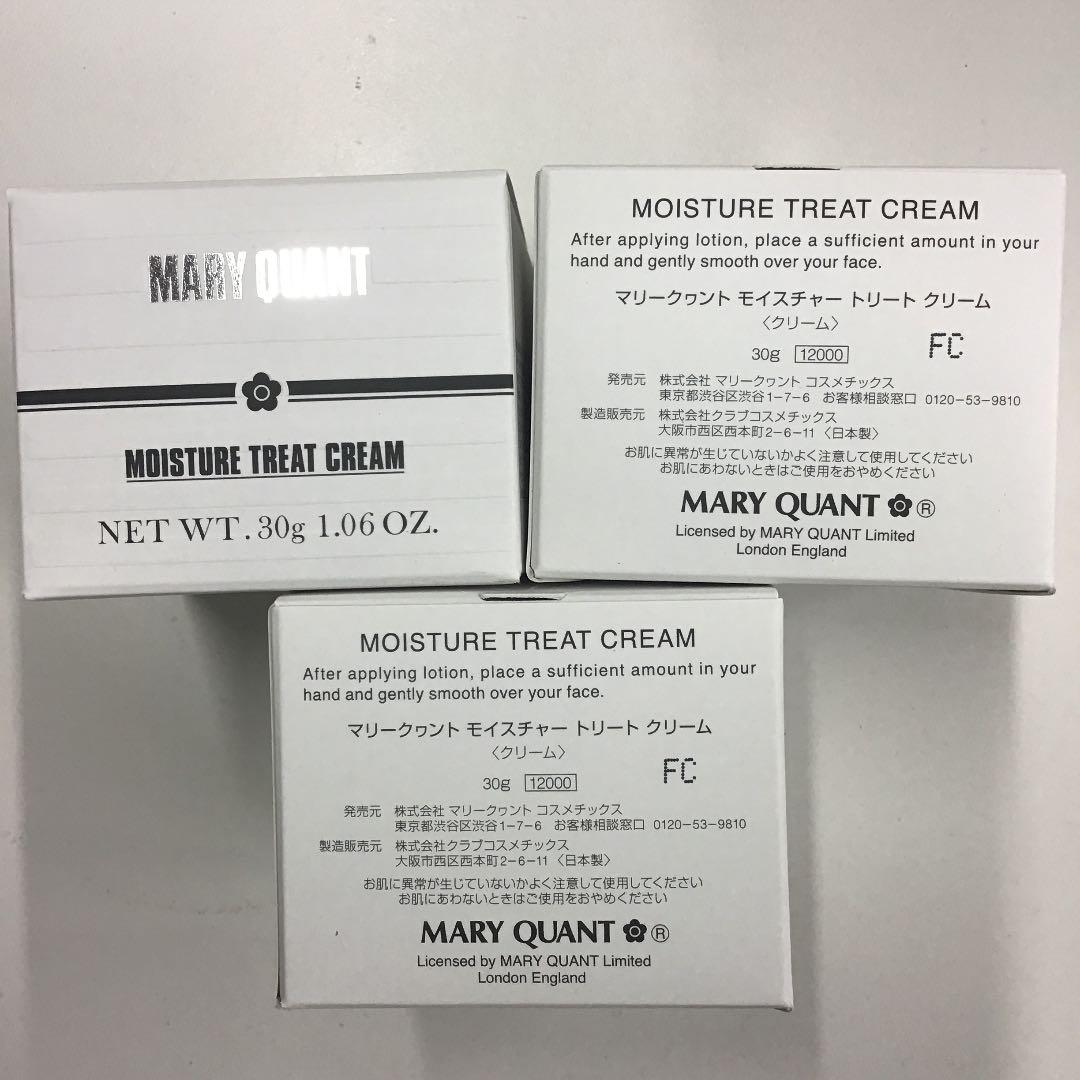 MARY QUANT
MOISTURE TREAT CREAM
NET WT. 30g 1.06 OZ.
MOISTURE TREAT CREAM
After applying lotion, place a sufficient amount in your
hand and gently smooth over your face.
マリークヮント モイスチャー トリート クリーム
〈クリーム〉
30g 12000
FC
発売元 株式会社 マリークヮント コスメチックス
東京都渋谷区渋谷1-7-6 お客様相談窓口 0120-53-9810
製造販売元 株式会社クラブコスメチックス
大阪市西区西本町2-6-11〈日本製〉
お肌に異常が生じていないかよく注意して使用してください
お肌にあわないときはご使用をおやめください
MARY QUANT ®
Licensed by MARY QUANT Limited
London England
MOISTURE TREAT CREAM
After applying lotion, place a sufficient amount in your
hand and gently smooth over your face.
マリークヮント モイスチャー トリート クリーム
〈クリーム〉
30g 12000
FC
発売元 株式会社 マリークヮント コスメチックス
東京都渋谷区渋谷1-7-6 お客様相談窓口 0120-53-9810
製造販売元 株式会社クラブコスメチックス
大阪市西区西本町2-6-11〈日本製〉
お肌に異常が生じていないかよく注意して使用してください
お肌にあわないときはご使用をおやめください
MARY QUANT ®
Licensed by MARY QUANT Limited
London England